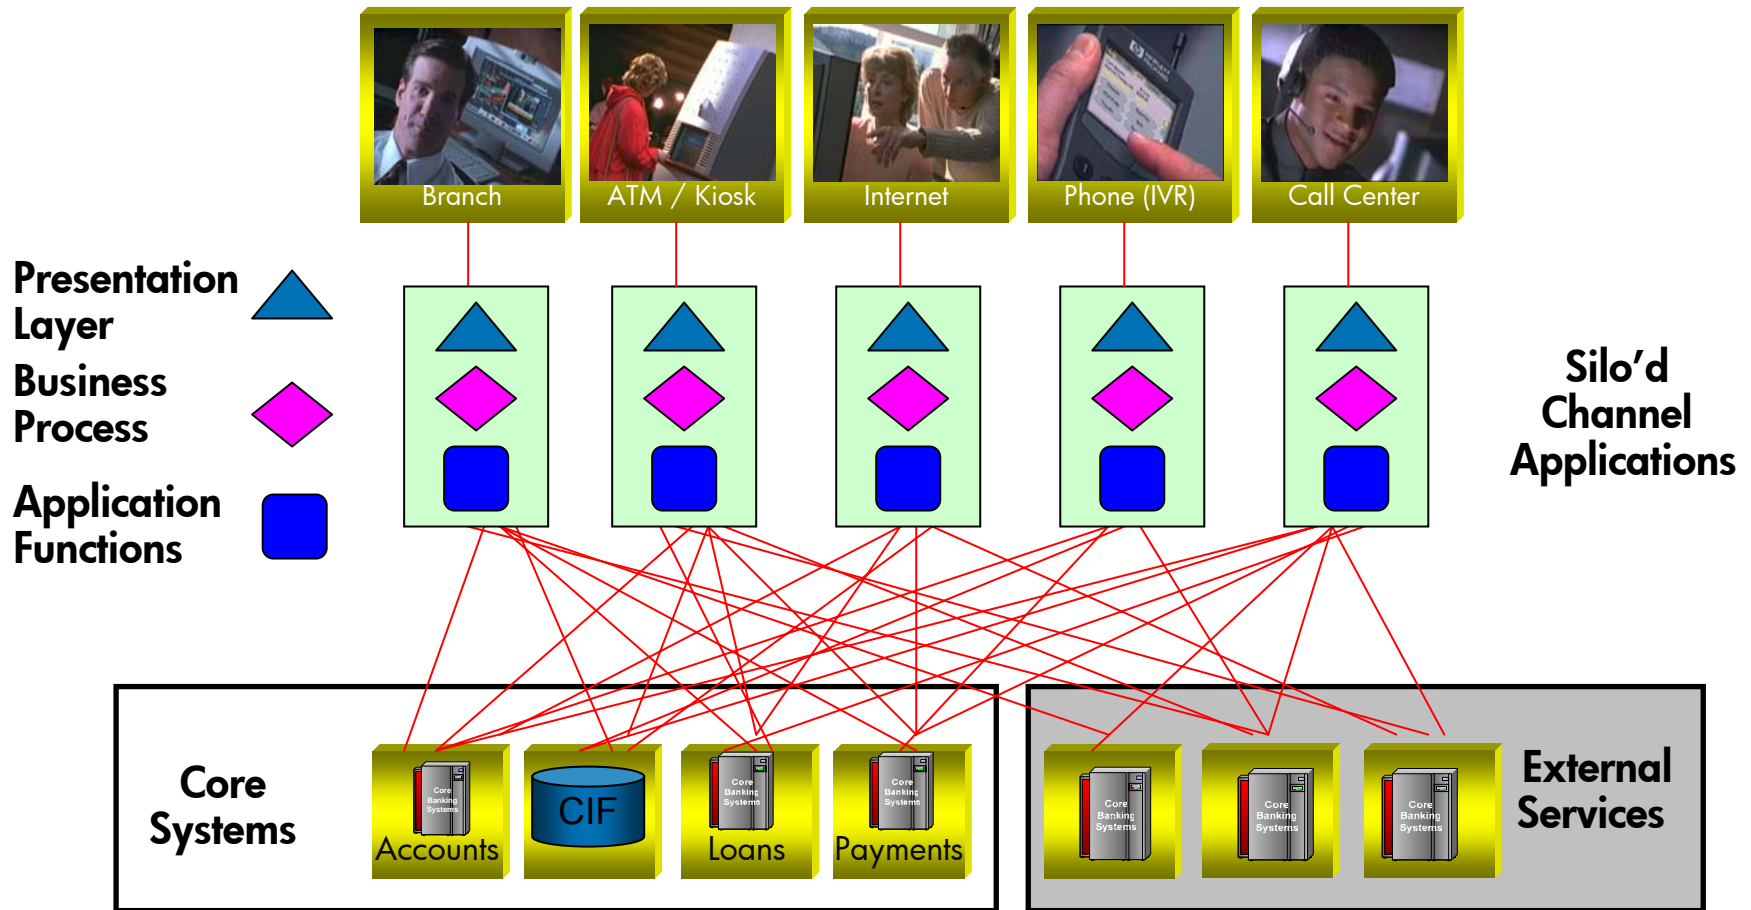 Branch
ATM / Kiosk
Internet
Phone (IVR)
Call Center
HEWLETT
PACKARD
Presentation
Layer
Business
Process
Application
Functions
Silo'd
Channel
Applications
Core
Systems
Core
Banking
Systems
Accounts
CIF
Core
Banking
Systems
Loans
Core
Banking
Systems
Payments
Core
Banking
Systems
Core
Banking
Systems
Core
Banking
Systems
External
Services